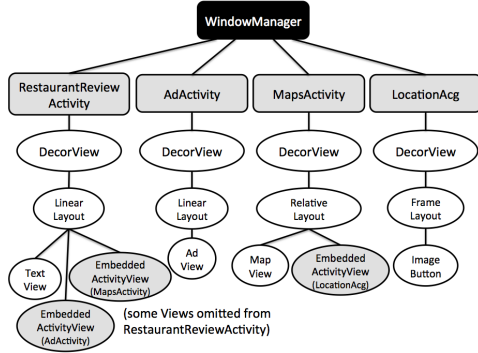 WindowManager
RestaurantReview
Activity
AdActivity
MapsActivity
LocationAcg
DecorView
DecorView
DecorView
DecorView
Linear
Layout
Linear
Layout
Relative
Layout
Frame
Layout
Text
View
Embedded
ActivityView
(AdActivity)
Embedded
ActivityView
(MapsActivity)
Ad
View
Map
View
Embedded
ActivityView
(LocationAcg)
Image
Button
(some Views omitted from
RestaurantReviewActivity)